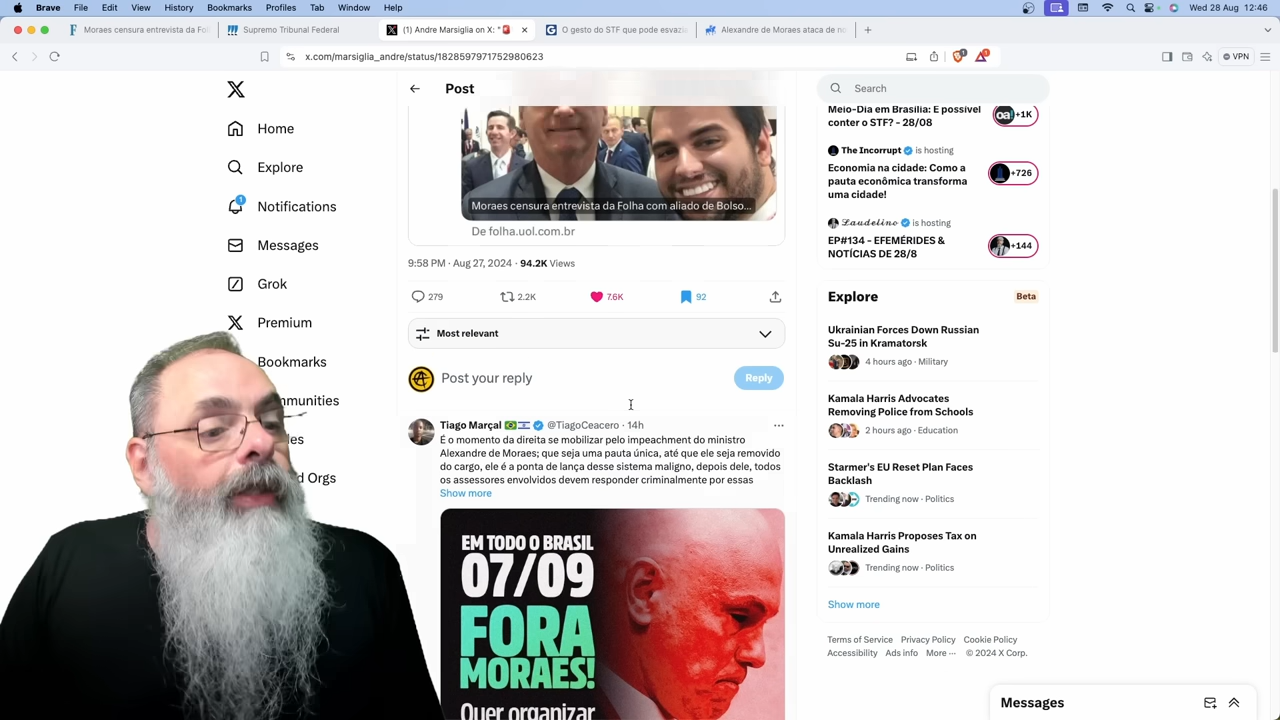 Brave File Edit View History Bookmarks Profiles Tab Window Help
Wed 28 Aug 12:46
Moraes censura entrevista da Fol
Supremo Tribunal Federal
(1) Andre Marsiglia on X: "🚨
O gesto do STF que pode esvazi
Alexandre de Moraes ataca de no
x.com/marsiglia_andre/status/1828597971752980623
VPN
Home
Explore
Notifications
1
Messages
Grok
Premium
Bookmarks
Post
Moraes censura entrevista da Folha com aliado de Bolso...
De folha.uol.com.br
9:58 PM · Aug 27, 2024 · 94.2K Views
279 2.2K 7.6K 92
Most relevant
Post your reply
Reply
Tiago Marçal 🇧🇷🇮🇱 @TiagoCeacero · 14h
É o momento da direita se mobilizar pelo impeachment do ministro
Alexandre de Moraes; que seja uma pauta única, até que ele seja removido
do cargo, ele é a ponta de lança desse sistema maligno, depois dele, todos
os assessores envolvidos devem responder criminalmente por essas
Show more
EM TODO O BRASIL
07/09
FORA
MORAES!
Quer organizar
Search
Meio-Dia em Brasília: É possível
conter o STF? - 28/08
oa!
+1K
The Incorrupt is hosting
Economia na cidade: Como a
pauta econômica transforma
uma cidade!
+726
𝓛𝓪𝓾𝓭𝓮𝓵𝓲𝓷𝓸 is hosting
EP#134 - EFEMÉRIDES &
NOTÍCIAS DE 28/8
+144
Explore
Beta
Ukrainian Forces Down Russian
Su-25 in Kramatorsk
4 hours ago · Military
Kamala Harris Advocates
Removing Police from Schools
2 hours ago · Education
Starmer's EU Reset Plan Faces
Backlash
Trending now · Politics
Kamala Harris Proposes Tax on
Unrealized Gains
Trending now · Politics
Show more
Terms of Service Privacy Policy Cookie Policy
Accessibility Ads info More ··· © 2024 X Corp.
Messages